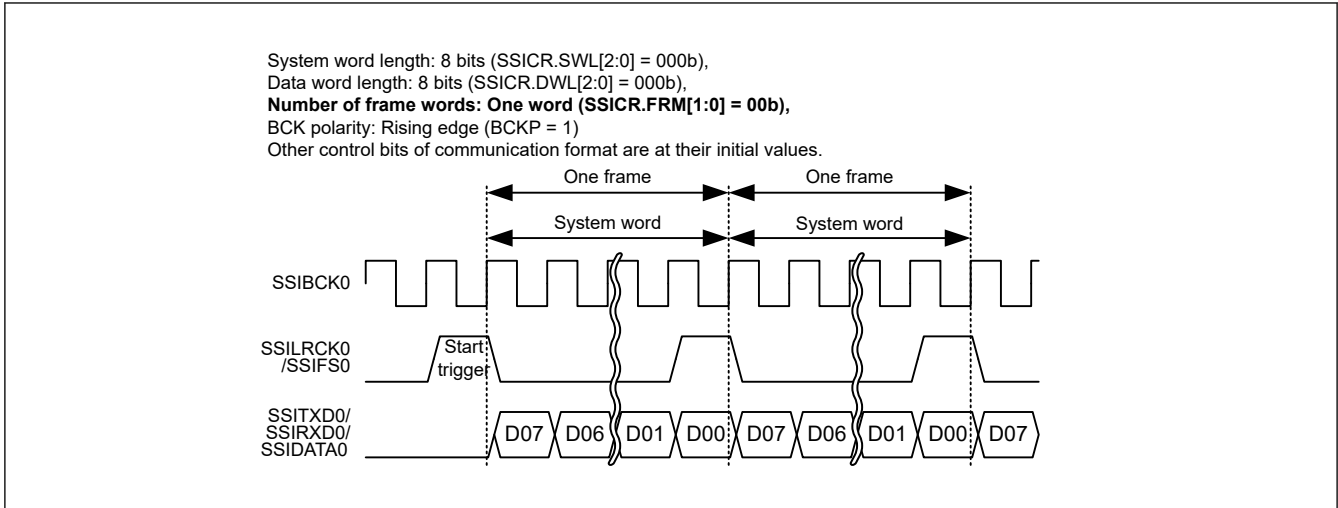 System word length: 8 bits (SSICR.SWL[2:0] = 000b),
Data word length: 8 bits (SSICR.DWL[2:0] = 000b),
Number of frame words: One word (SSICR.FRM[1:0] = 00b),
BCK polarity: Rising edge (BCKP = 1)
Other control bits of communication format are at their initial values.
One frame One frame
System word System word
SSIBCK0
SSILRCK0
/SSIFS0
Start
trigger
SSITXD0/
SSIRXD0/
SSIDATA0
D07 D06 D01 D00 D07 D06 D01 D00 D07